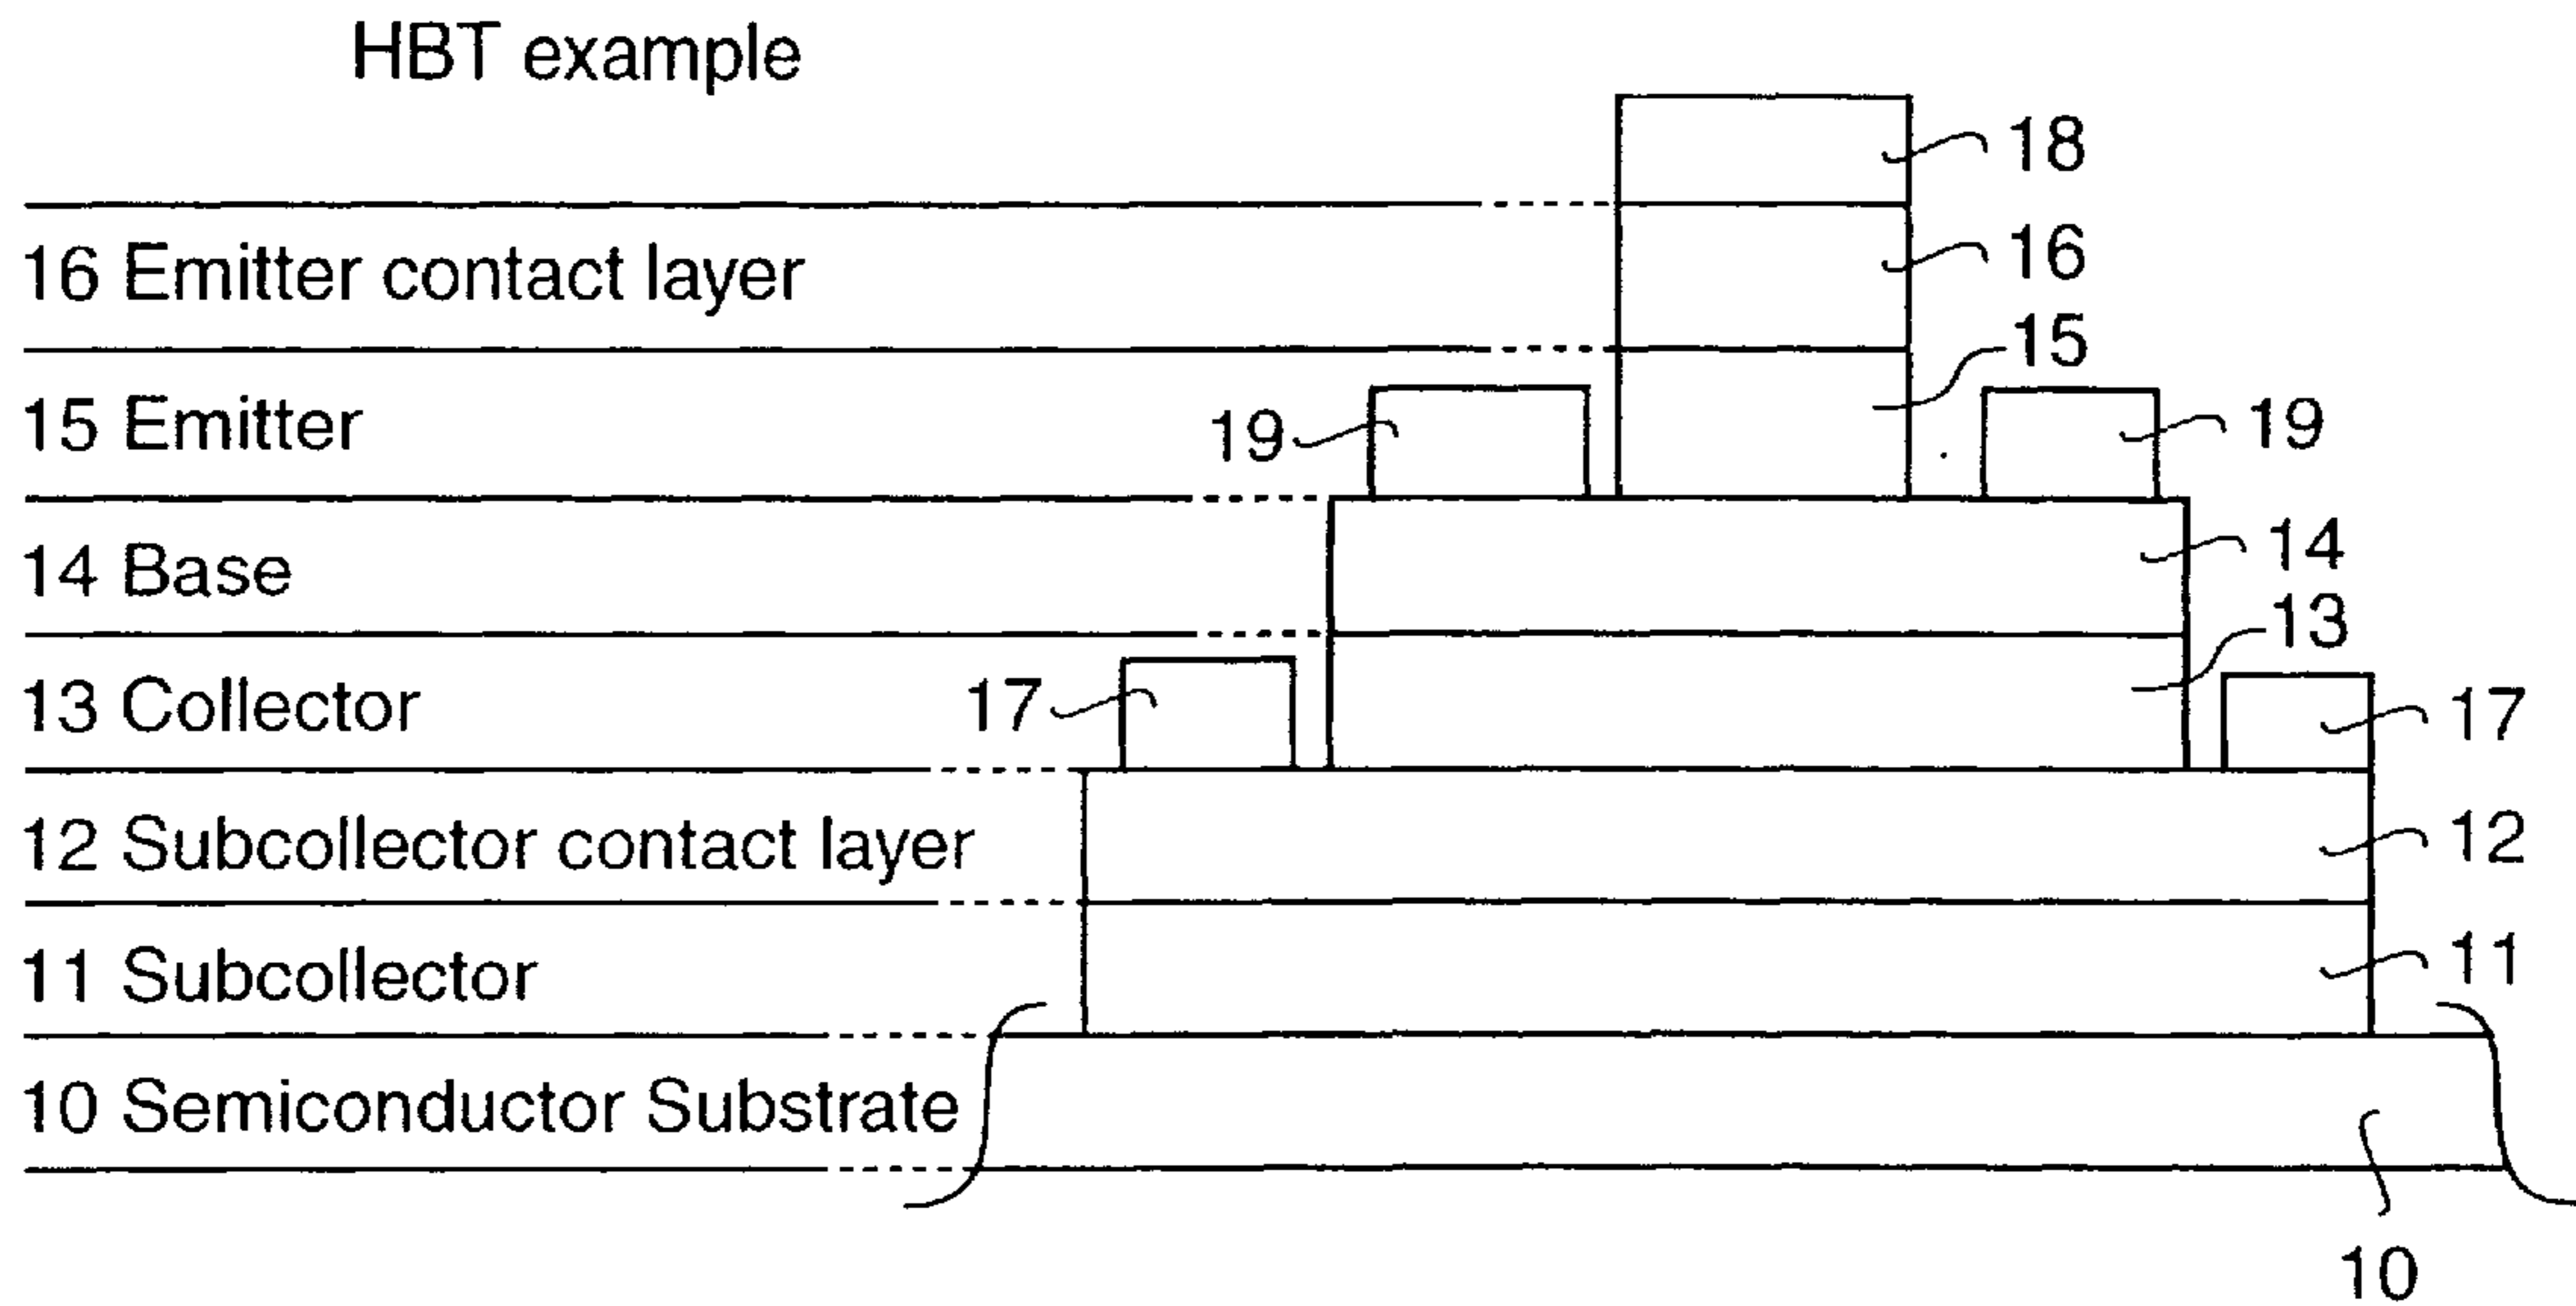 HBT example
18
16 Emitter contact layer
16
15
15 Emitter
19
19
14 Base
14
13
13 Collector
17
17
12 Subcollector contact layer
12
11 Subcollector
11
10 Semiconductor Substrate
10